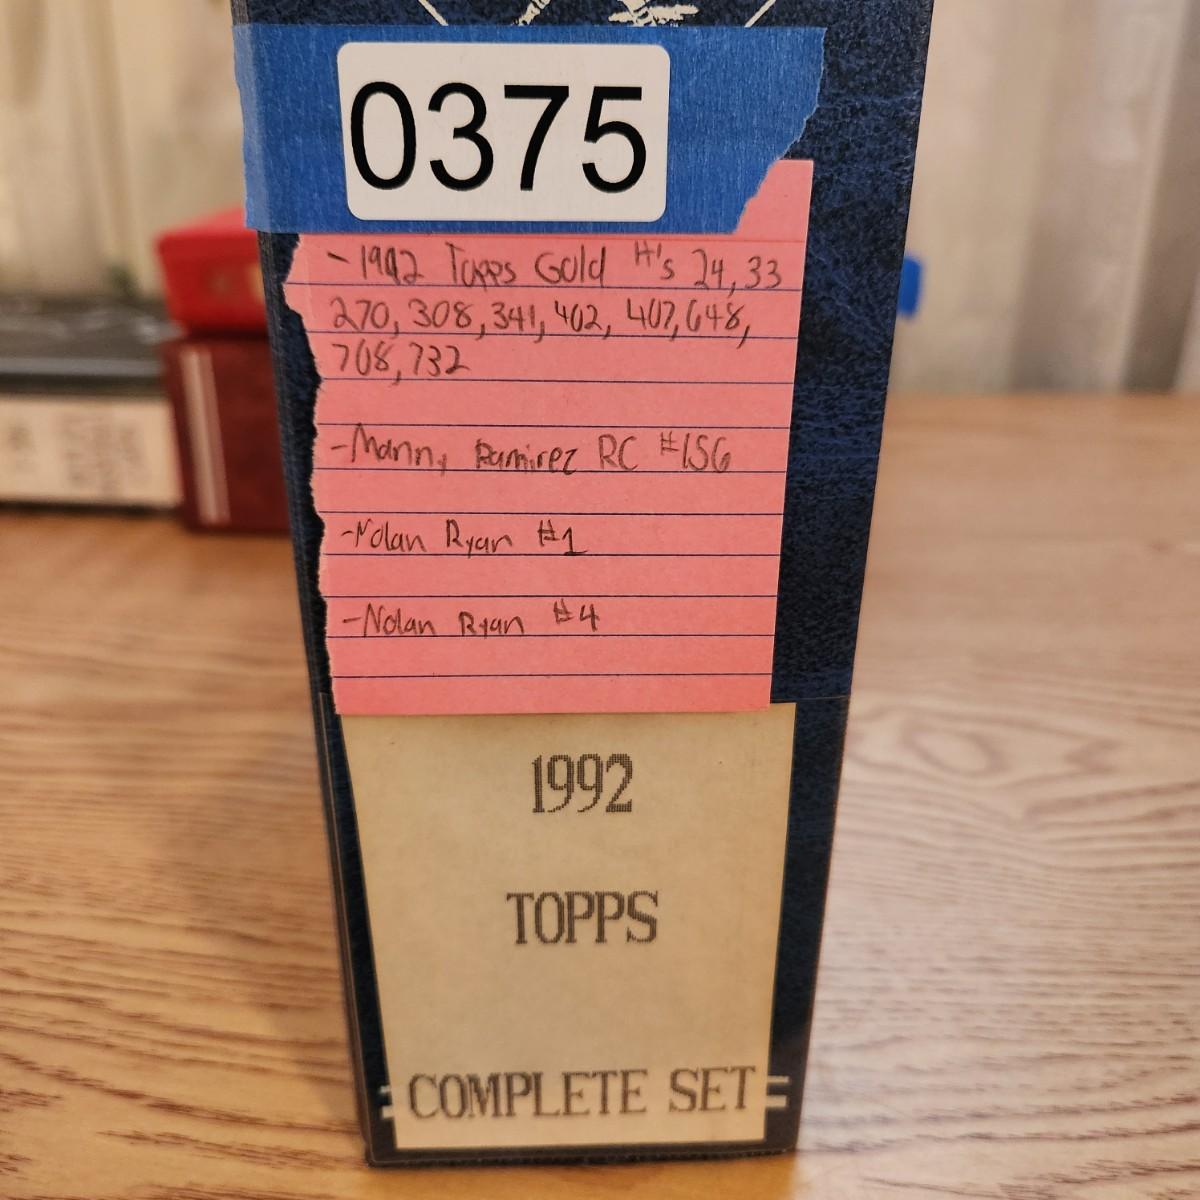 0375
- 1992 Topps Gold #'s 24, 33
270, 308, 341, 402, 407, 648,
708, 732
- Manny Ramirez RC #156
- Nolan Ryan #1
- Nolan Ryan #4
1992
TOPPS
COMPLETE SET